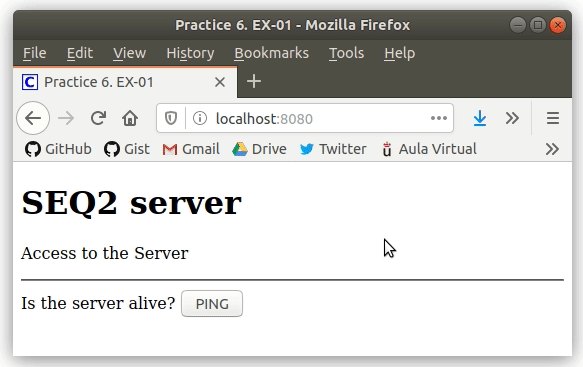 Practice 6. EX-01 - Mozilla Firefox
File Edit View History Bookmarks Tools Help
C Practice 6. EX-01
localhost:8080
GitHub Gist Gmail Drive Twitter Aula Virtual
SEQ2 server
Access to the Server
Is the server alive? PING